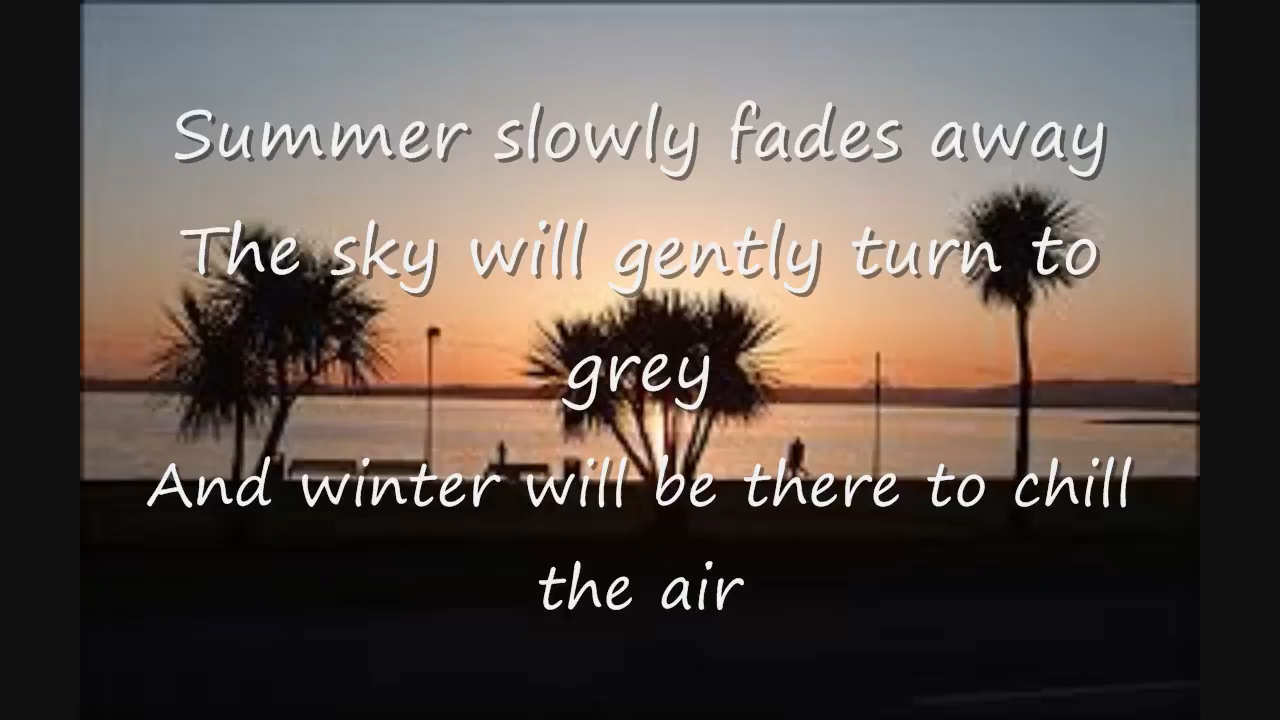 Summer slowly fades away
The sky will gently turn to
grey
And winter will be there to chill
the air